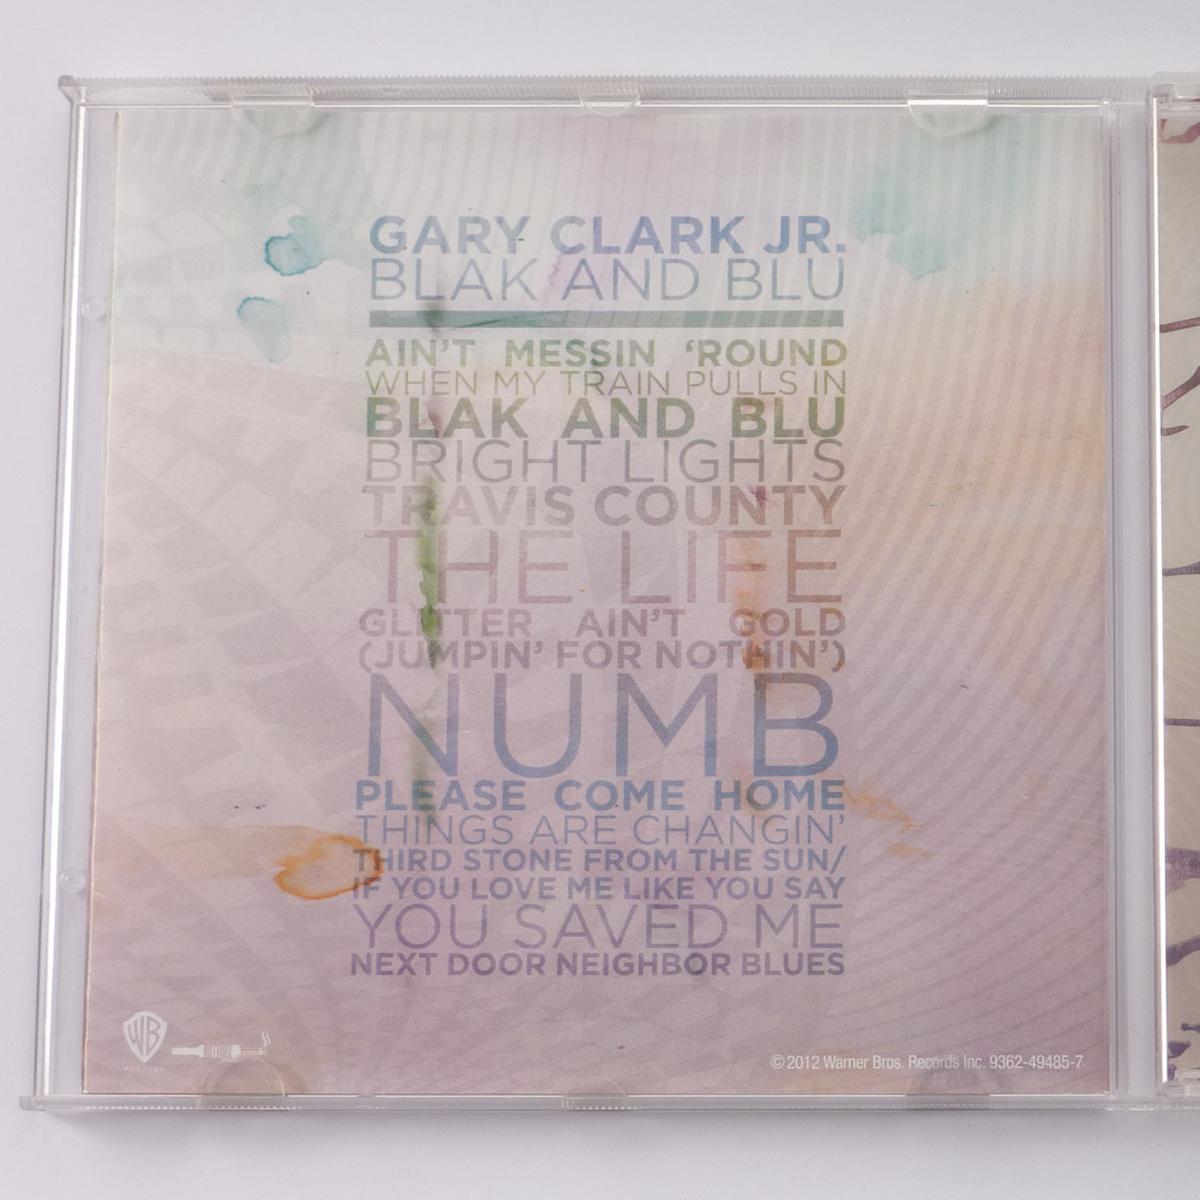 GARY CLARK JR.
BLAK AND BLU
AIN'T MESSIN 'ROUND
WHEN MY TRAIN PULLS IN
BLAK AND BLU
BRIGHT LIGHTS
TRAVIS COUNTY
THE LIFE
GLITTER AIN'T GOLD
(JUMPIN' FOR NOTHIN')
NUMB
PLEASE COME HOME
THINGS ARE CHANGIN'
THIRD STONE FROM THE SUN/
IF YOU LOVE ME LIKE YOU SAY
YOU SAVED ME
NEXT DOOR NEIGHBOR BLUES
WB
RECORDS
©2012 Warner Bros. Records Inc. 9362-49485-7